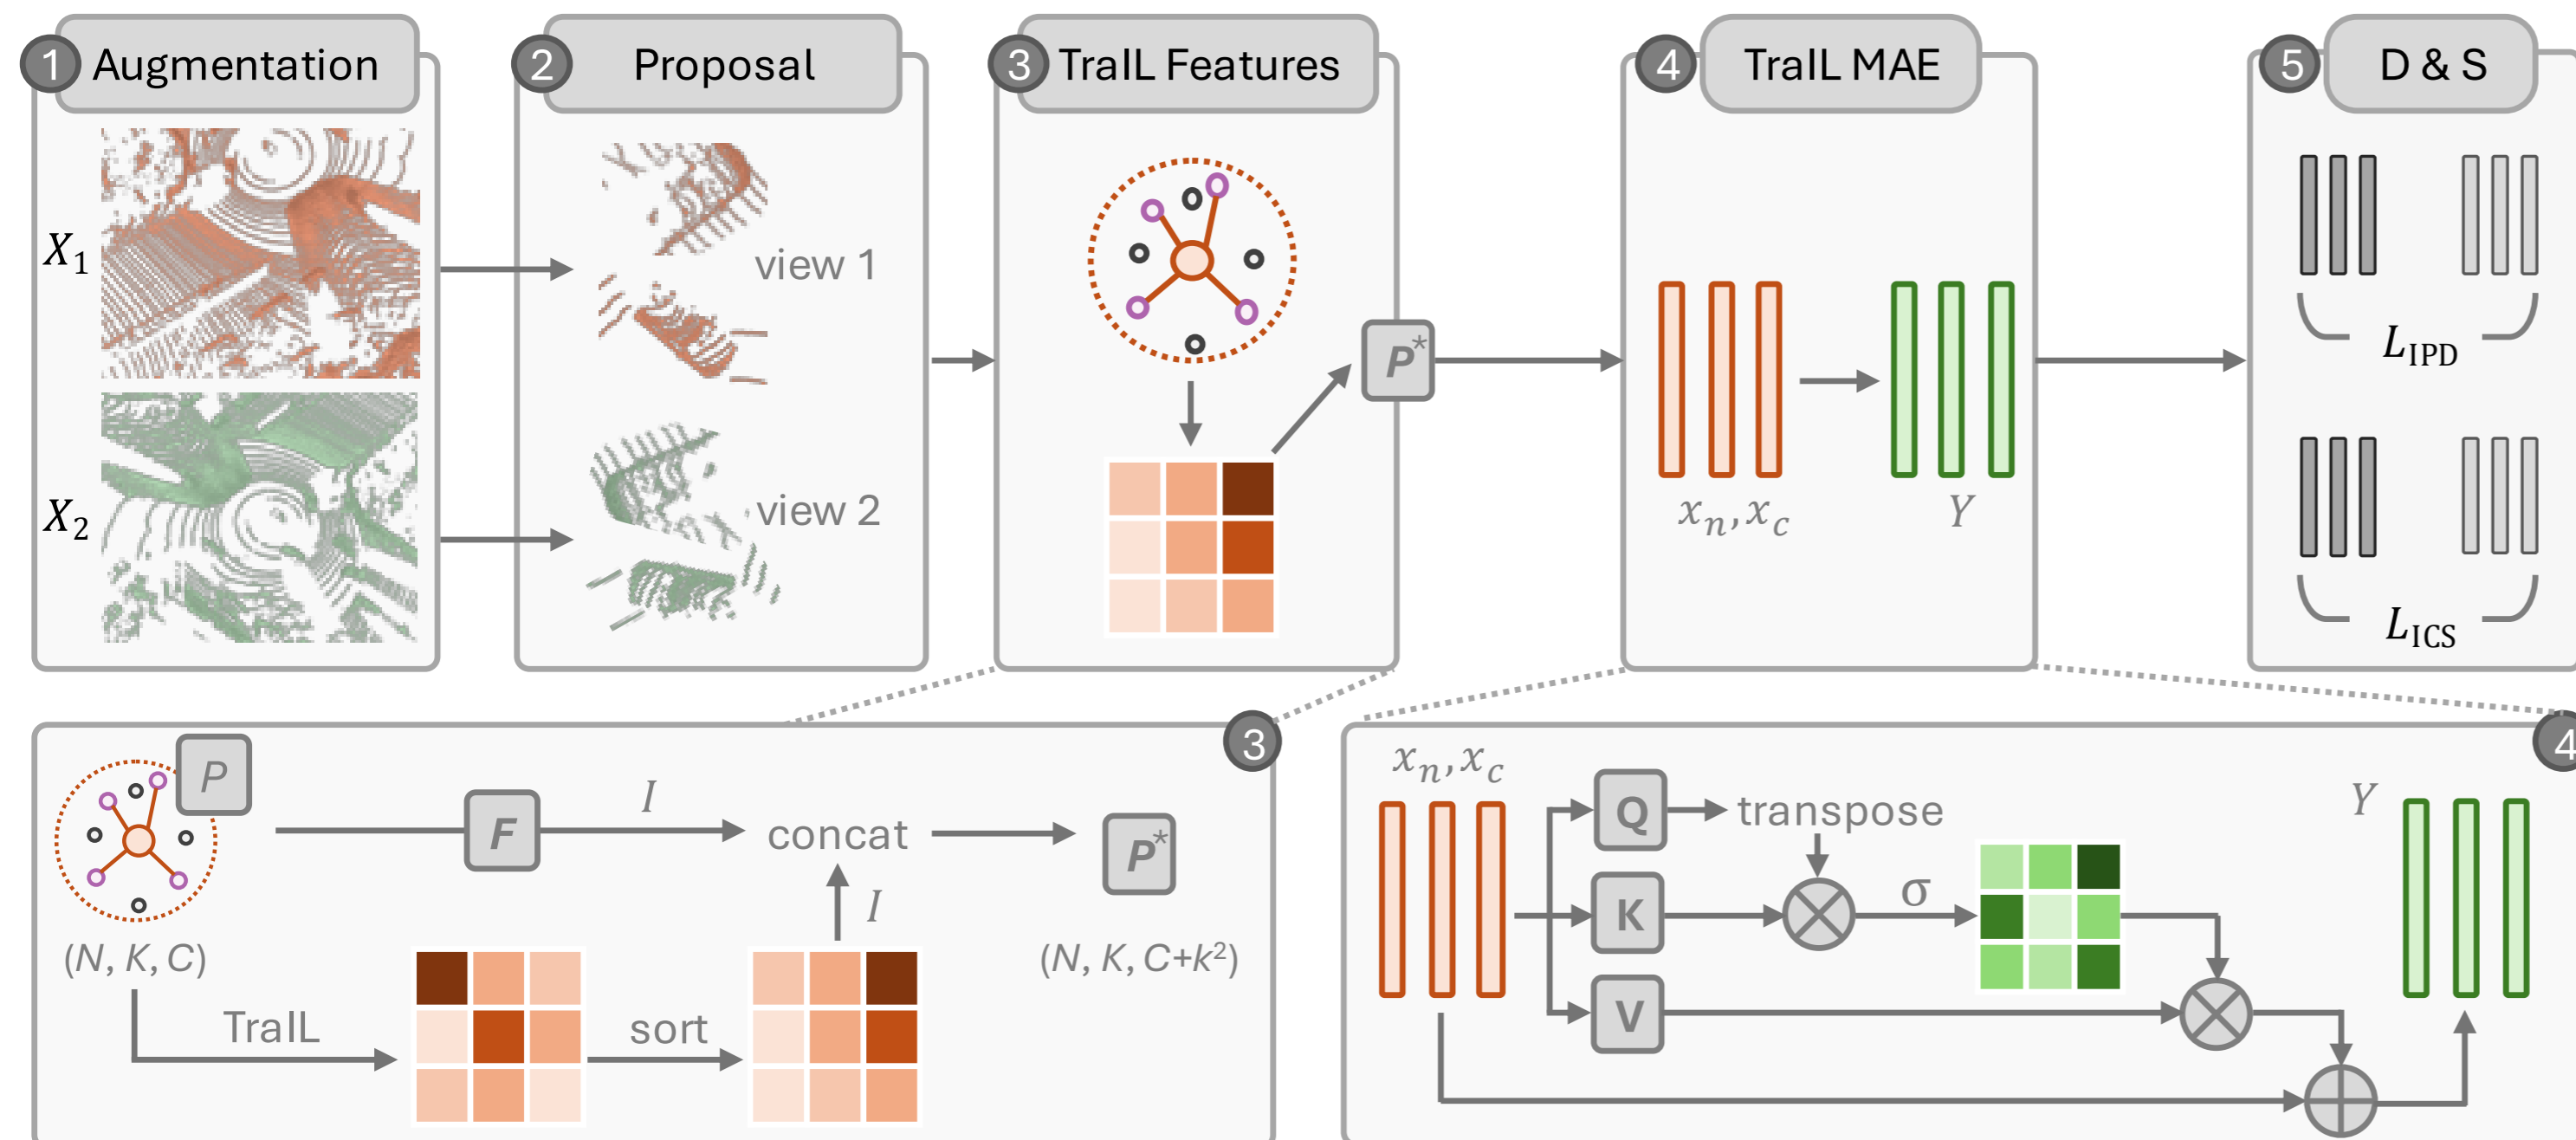 1 Augmentation
2 Proposal
3 TraIL Features
4 TraIL MAE
5 D & S
X1
view 1
X2
view 2
P*
xn, xc
Y
LIPD
LICS
3
P
F
I
concat
P*
I
(N, K, C)
(N, K, C+k²)
TraIL
sort
4
xn, xc
Q
transpose
K
σ
V
Y